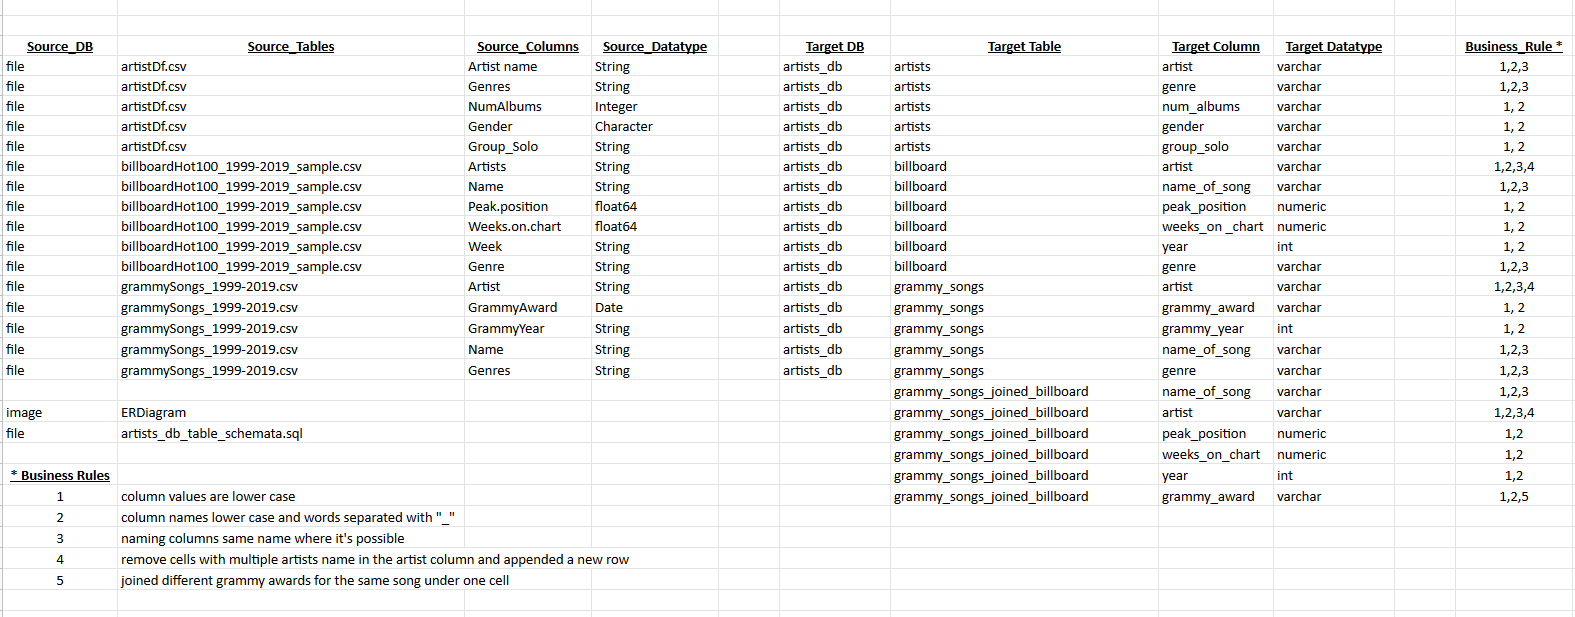 Source_DB Source_Tables Source_Columns Source_Datatype Target DB Target Table Target Column Target Datatype Business_Rule *
file artistDf.csv Artist name String artists_db artists artist varchar 1,2,3
file artistDf.csv Genres String artists_db artists genre varchar 1,2,3
file artistDf.csv NumAlbums Integer artists_db artists num_albums varchar 1, 2
file artistDf.csv Gender Character artists_db artists gender varchar 1, 2
file artistDf.csv Group_Solo String artists_db artists group_solo varchar 1, 2
file billboardHot100_1999-2019_sample.csv Artists String artists_db billboard artist varchar 1,2,3,4
file billboardHot100_1999-2019_sample.csv Name String artists_db billboard name_of_song varchar 1,2,3
file billboardHot100_1999-2019_sample.csv Peak.position float64 artists_db billboard peak_position numeric 1, 2
file billboardHot100_1999-2019_sample.csv Weeks.on.chart float64 artists_db billboard weeks_on _chart numeric 1, 2
file billboardHot100_1999-2019_sample.csv Week String artists_db billboard year int 1, 2
file billboardHot100_1999-2019_sample.csv Genre String artists_db billboard genre varchar 1,2,3
file grammySongs_1999-2019.csv Artist String artists_db grammy_songs artist varchar 1,2,3,4
file grammySongs_1999-2019.csv GrammyAward Date artists_db grammy_songs grammy_award varchar 1, 2
file grammySongs_1999-2019.csv GrammyYear String artists_db grammy_songs grammy_year int 1, 2
file grammySongs_1999-2019.csv Name String artists_db grammy_songs name_of_song varchar 1,2,3
file grammySongs_1999-2019.csv Genres String artists_db grammy_songs genre varchar 1,2,3
grammy_songs_joined_billboard name_of_song varchar 1,2,3
image ERDiagram grammy_songs_joined_billboard artist varchar 1,2,3,4
file artists_db_table_schemata.sql grammy_songs_joined_billboard peak_position numeric 1,2
grammy_songs_joined_billboard weeks_on_chart numeric 1,2
* Business Rules grammy_songs_joined_billboard year int 1,2
1 column values are lower case grammy_songs_joined_billboard grammy_award varchar 1,2,5
2 column names lower case and words separated with "_"
3 naming columns same name where it's possible
4 remove cells with multiple artists name in the artist column and appended a new row
5 joined different grammy awards for the same song under one cell